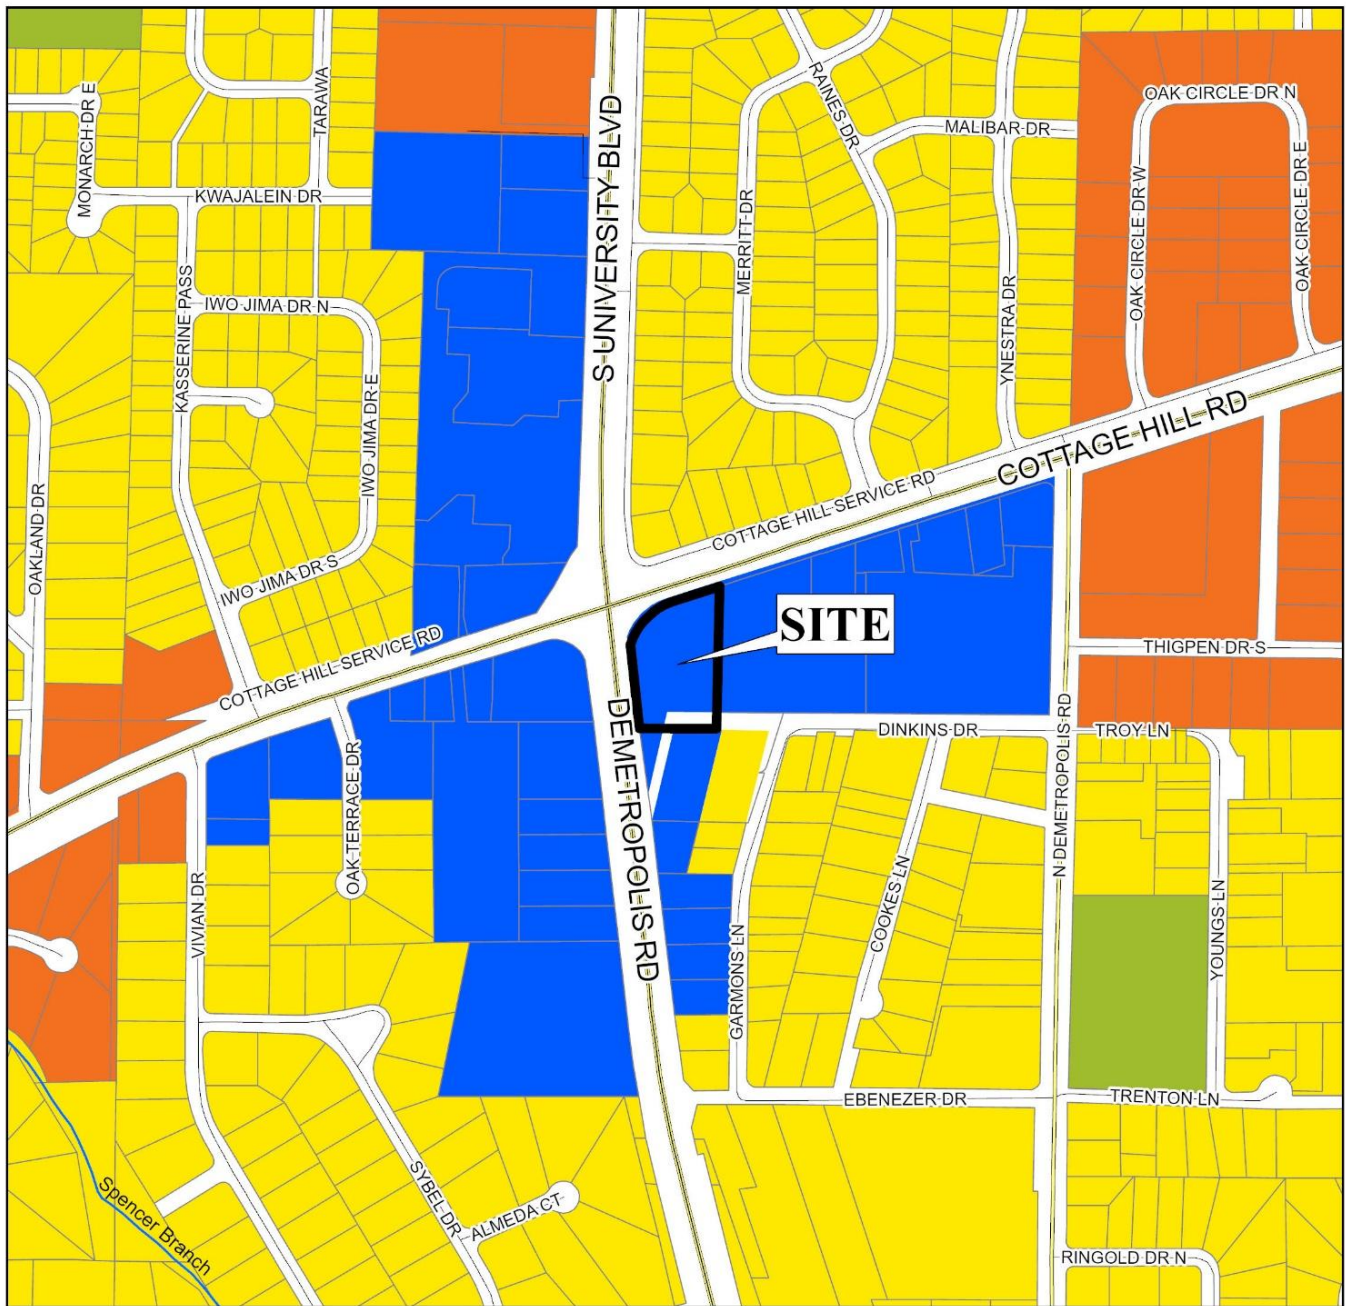 OAK CIRCLE DR N
TARAWA
RAINES DR
MONARCH DR E
MALIBAR DR
OAK CIRCLE DR W
OAK CIRCLE DR E
KWAJALEIN DR
S UNIVERSITY BLVD
MERRITT DR
YNESTRA DR
KASSERINE PASS
IWO JIMA DR N
IWO JIMA DR E
COTTAGE HILL RD
COTTAGE HILL SERVICE RD
OAKLAND DR
IWO JIMA DR S
SITE
COTTAGE HILL SERVICE RD
THIGPEN DR S
DEMETROPOLIS RD
DINKINS DR
N DEMETROPOLIS RD
TROY LN
OAK TERRACE DR
VIVIAN DR
COOKES LN
GARMONS LN
YOUNGS LN
EBENEZER DR
TRENTON LN
SYBEL DR
ALMEDA CT
Spencer Branch
RINGOLD DR N